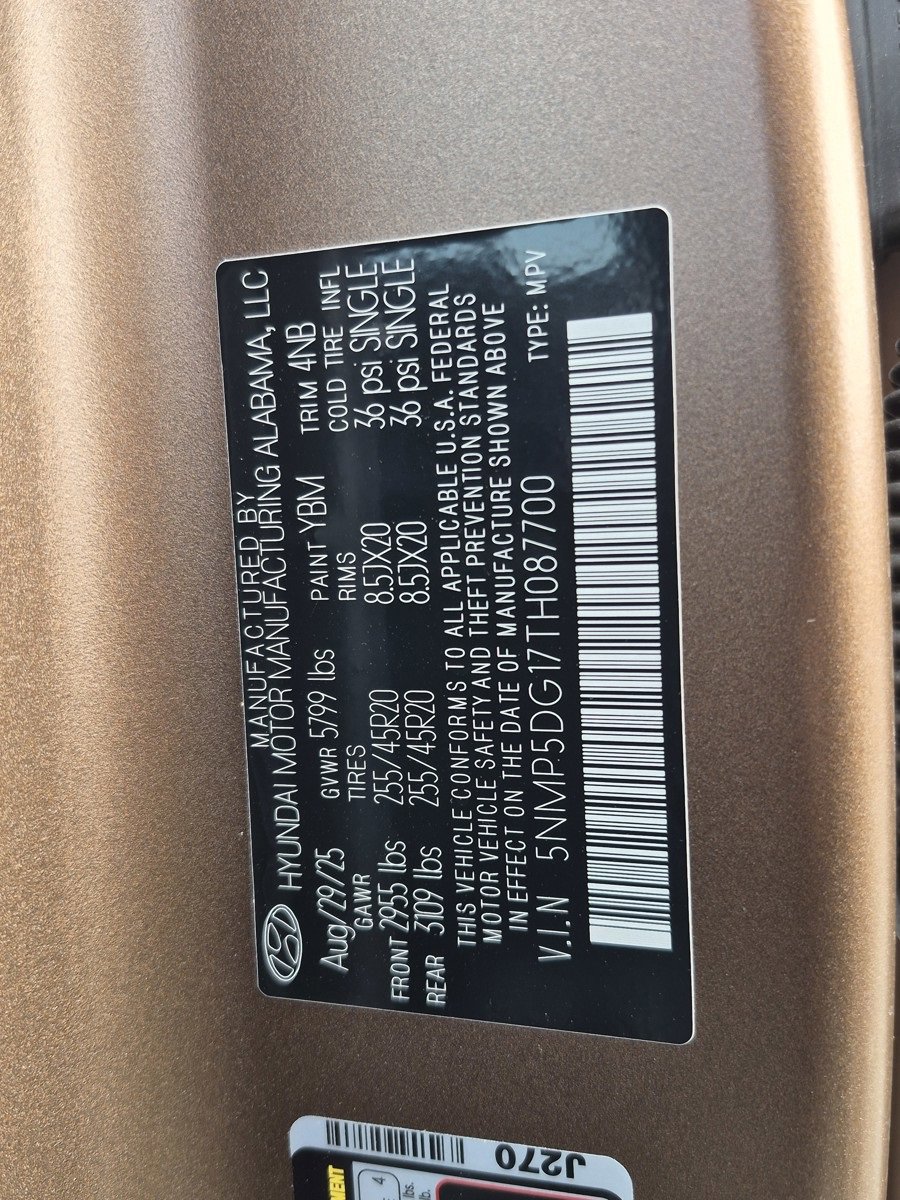 MANUFACTURED BY
HYUNDAI MOTOR MANUFACTURING ALABAMA, LLC
Aug/29/25 GVWR 5799 lbs PAINT YBM TRIM 4NB
GAWR TIRES RIMS COLD TIRE INFL
FRONT 2955 lbs 255/45R20 8.5JX20 36 psi SINGLE
REAR 3109 lbs 255/45R20 8.5JX20 36 psi SINGLE
THIS VEHICLE CONFORMS TO ALL APPLICABLE U.S.A. FEDERAL
MOTOR VEHICLE SAFETY AND THEFT PREVENTION STANDARDS
IN EFFECT ON THE DATE OF MANUFACTURE SHOWN ABOVE
V.I.N 5NMP5DG17TH087700 TYPE: MPV
J270
4
lbs.
lb.